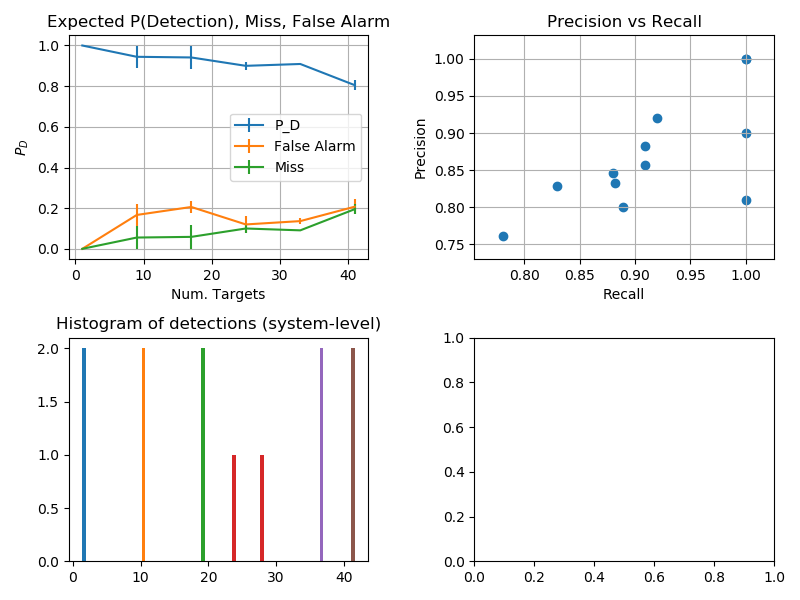 Expected P(Detection), Miss, False Alarm
1.0
0.8
0.6
0.4
0.2
0.0
P_D
P_D
False Alarm
Miss
0 10 20 30 40
Num. Targets
Precision vs Recall
1.00
0.95
0.90
0.85
0.80
0.75
Precision
0.80 0.85 0.90 0.95 1.00
Recall
Histogram of detections (system-level)
2.0
1.5
1.0
0.5
0.0
0 10 20 30 40
1.0
0.8
0.6
0.4
0.2
0.0
0.0 0.2 0.4 0.6 0.8 1.0